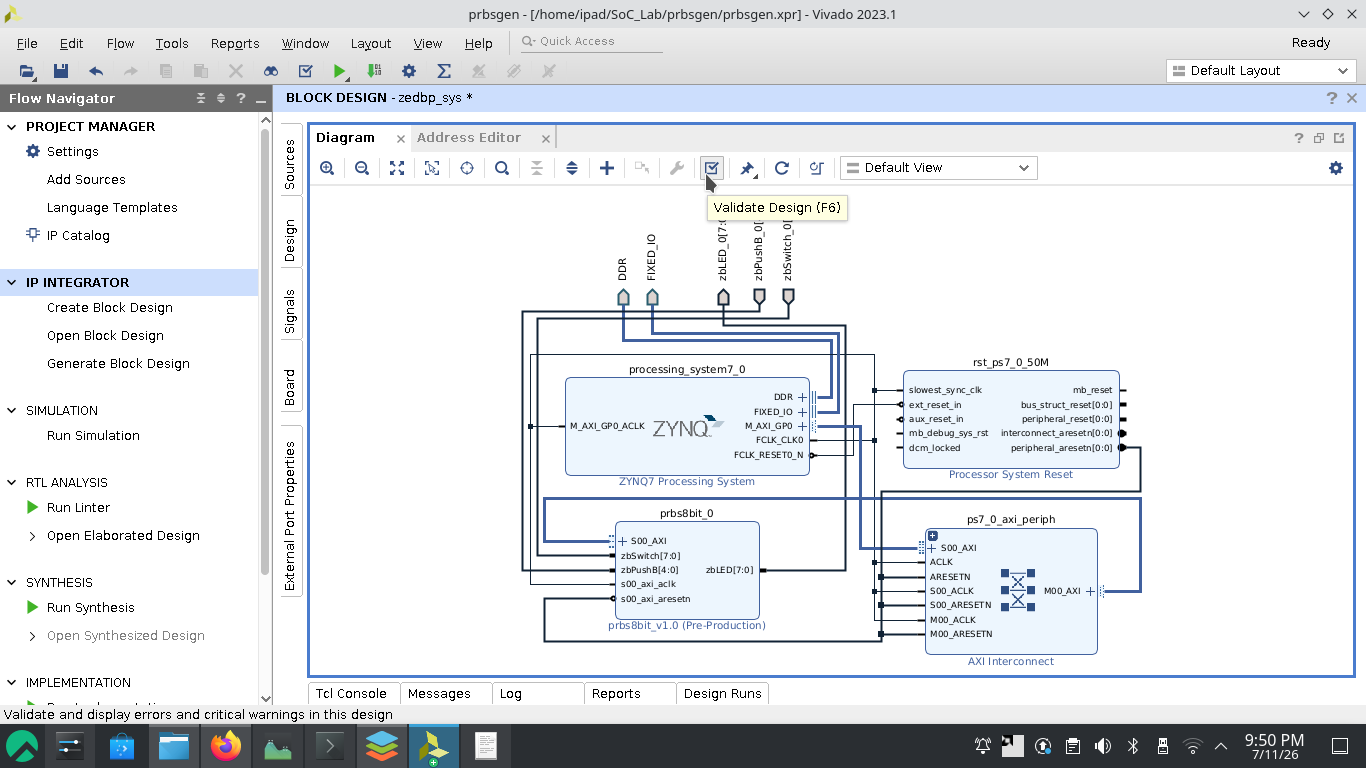 prbsgen - [/home/ipad/SoC_Lab/prbsgen/prbsgen.xpr] - Vivado 2023.1
File Edit Flow Tools Reports Window Layout View Help Quick Access Ready
Default Layout
Flow Navigator
PROJECT MANAGER
Settings
Add Sources
Language Templates
IP Catalog
IP INTEGRATOR
Create Block Design
Open Block Design
Generate Block Design
SIMULATION
Run Simulation
RTL ANALYSIS
Run Linter
Open Elaborated Design
SYNTHESIS
Run Synthesis
Open Synthesized Design
IMPLEMENTATION
BLOCK DESIGN - zedbp_sys *
Sources
Design
Signals
Board
External Port Properties
Diagram
Address Editor
Default View
Validate Design (F6)
DDR
FIXED_IO
zbLED_0[7:0
zbPushB_0[
zbSwitch_0[
processing_system7_0
M_AXI_GP0_ACLK
ZYNQ
DDR
FIXED_IO
M_AXI_GP0
FCLK_CLK0
FCLK_RESET0_N
ZYNQ7 Processing System
rst_ps7_0_50M
slowest_sync_clk
ext_reset_in
aux_reset_in
mb_debug_sys_rst
dcm_locked
mb_reset
bus_struct_reset[0:0]
peripheral_reset[0:0]
interconnect_aresetn[0:0]
peripheral_aresetn[0:0]
Processor System Reset
prbs8bit_0
S00_AXI
zbSwitch[7:0]
zbPushB[4:0]
s00_axi_aclk
s00_axi_aresetn
zbLED[7:0]
prbs8bit_v1.0 (Pre-Production)
ps7_0_axi_periph
S00_AXI
ACLK
ARESETN
S00_ACLK
S00_ARESETN
M00_ACLK
M00_ARESETN
M00_AXI
AXI Interconnect
Tcl Console
Messages
Log
Reports
Design Runs
Validate and display errors and critical warnings in this design
9:50 PM
7/11/26